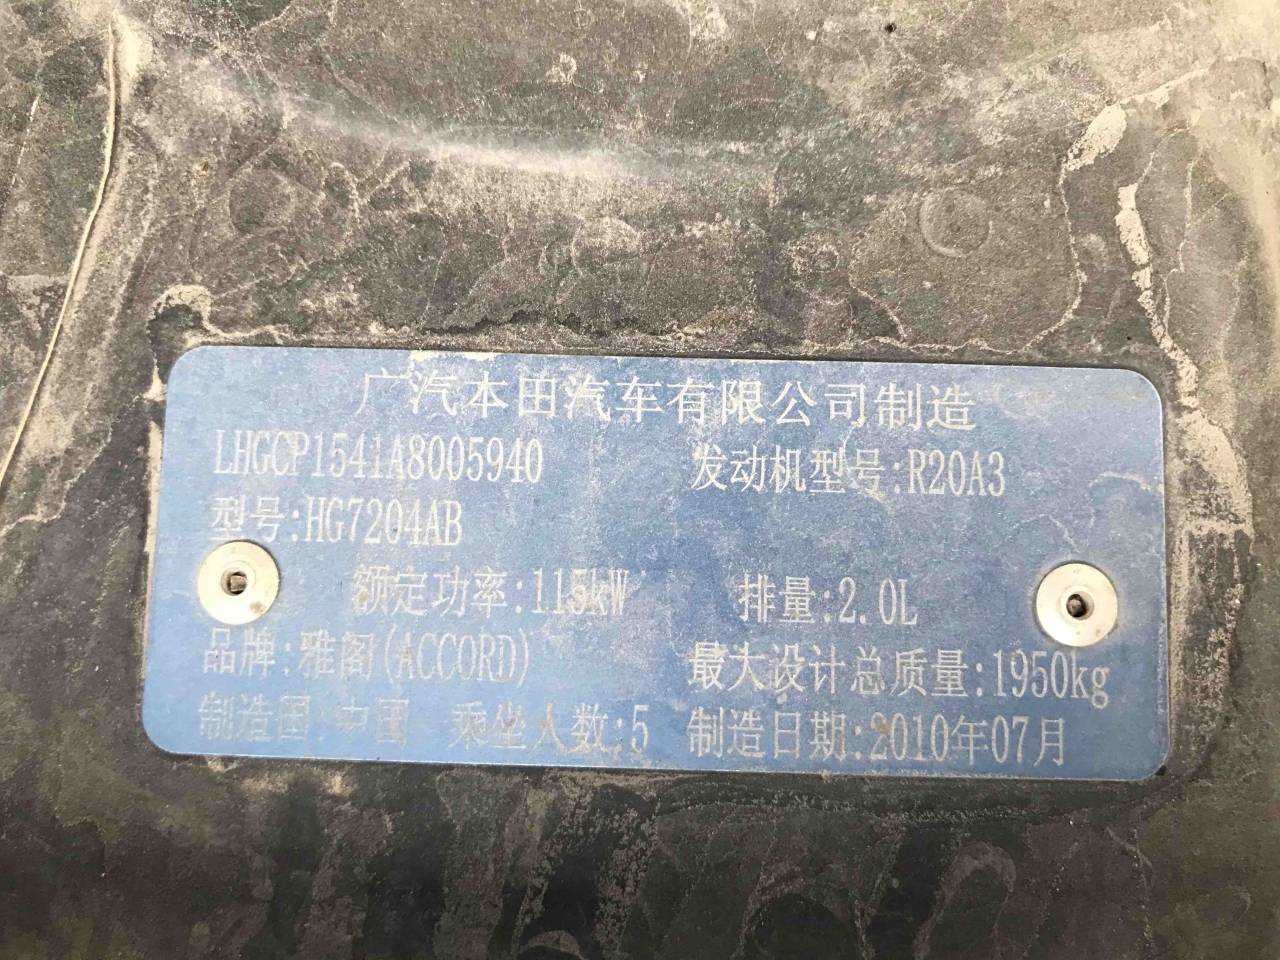 广汽本田汽车有限公司制造
LHGCP1541A8005940 发动机型号:R20A3
型号:HG7204AB
额定功率:115kW 排量:2.0L
品牌:雅阁(ACCORD) 最大设计总质量:1950kg
制造国:中国 乘坐人数:5 制造日期:2010年07月